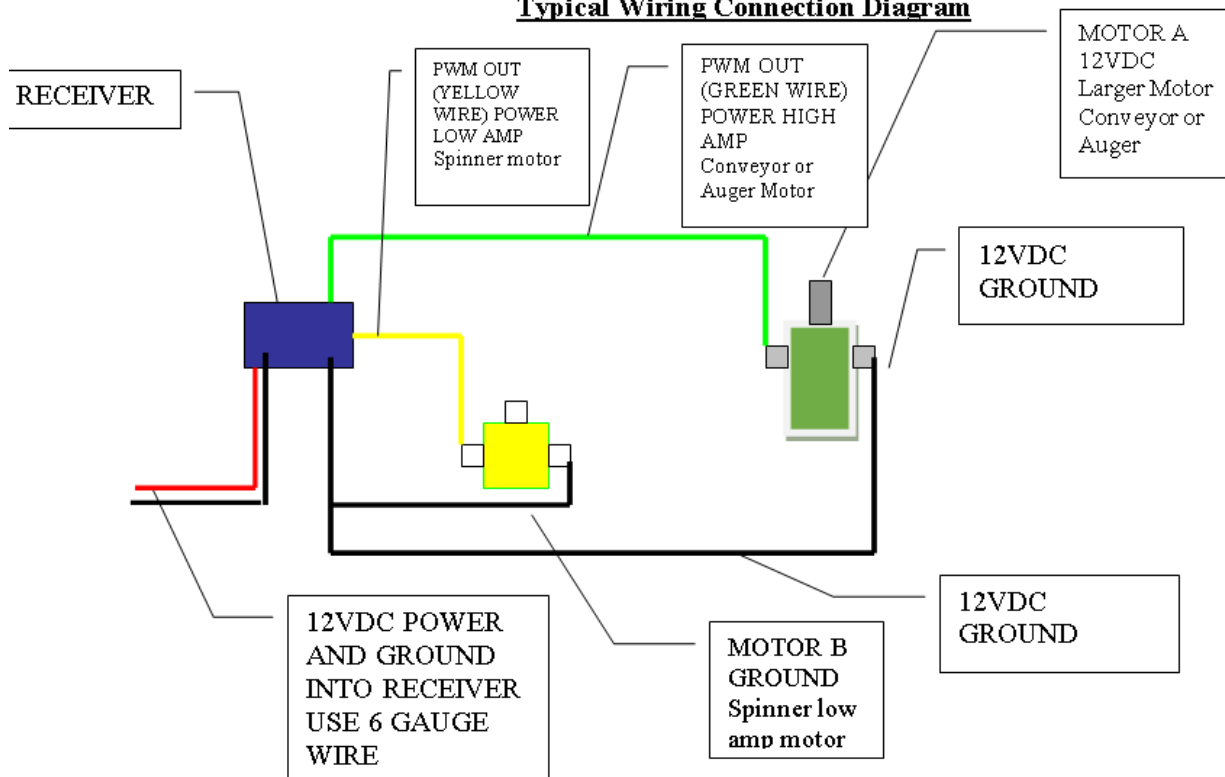 Typical Wiring Connection Diagram
RECEIVER
PWM OUT
(YELLOW
WIRE) POWER
LOW AMP
Spinner motor
PWM OUT
(GREEN WIRE)
POWER HIGH
AMP
Conveyor or
Auger Motor
MOTOR A
12VDC
Larger Motor
Conveyor or
Auger
12VDC
GROUND
12VDC POWER
AND GROUND
INTO RECEIVER
USE 6 GAUGE
WIRE
MOTOR B
GROUND
Spinner low
amp motor
12VDC
GROUND